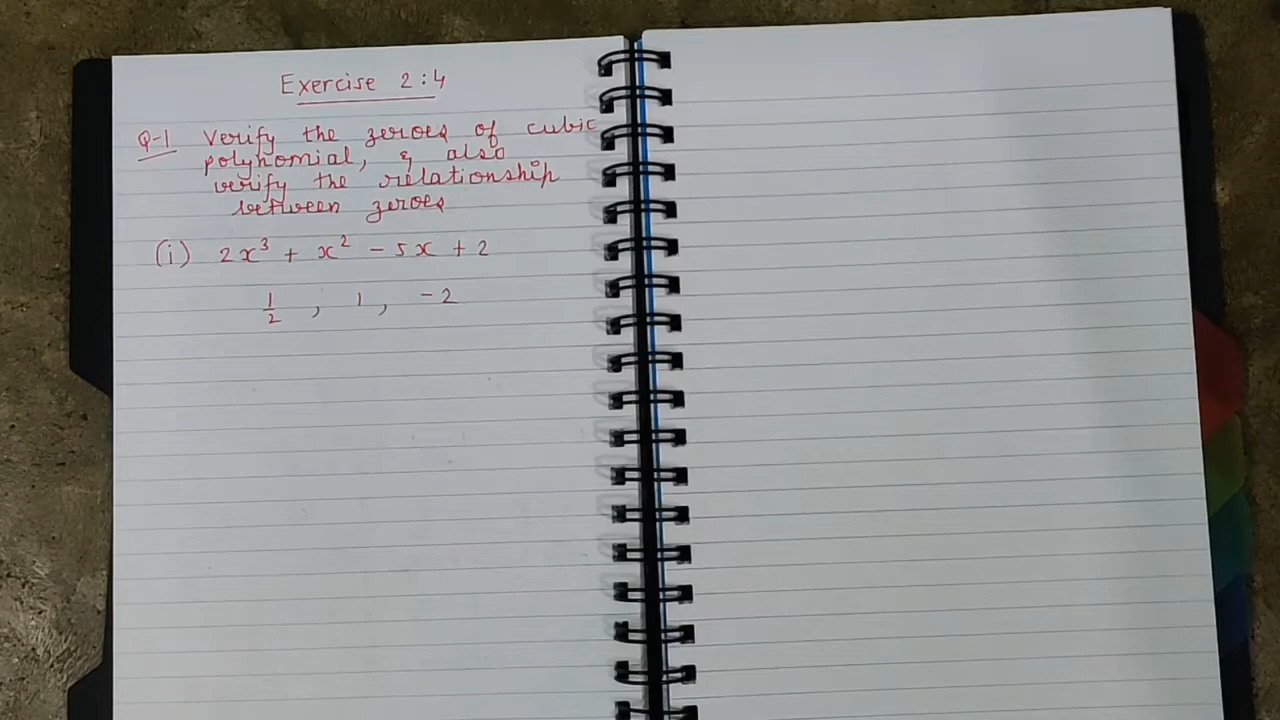 Exercise 2:4
Q-1 Verify the zeroes of cubic
polynomial, & also
verify the relationship
between zeroes
(i) 2x³ + x² - 5x + 2
1/2, 1, -2